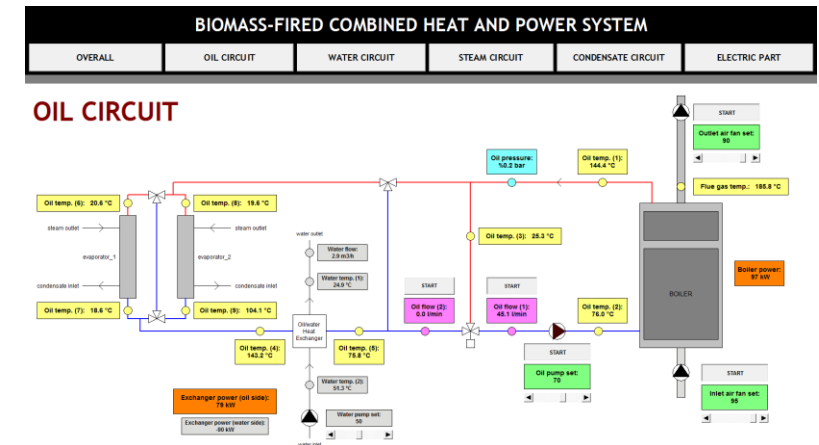 BIOMASS-FIRED COMBINED HEAT AND POWER SYSTEM
OVERALL
OIL CIRCUIT
WATER CIRCUIT
STEAM CIRCUIT
CONDENSATE CIRCUIT
ELECTRIC PART
OIL CIRCUIT
START
Outlet air fan set:
90
Oil pressure:
%0.2 bar
Oil temp. (1):
144.4 °C
Flue gas temp.: 185.8 °C
Oil temp. (6): 20.6 °C
Oil temp. (8): 19.6 °C
steam outlet
steam outlet
water outlet
Oil temp. (3): 25.3 °C
Water flow:
2.9 m3/h
evaporator_1
evaporator_2
Boiler power:
97 kW
Water temp. (1):
24.9 °C
condensate inlet
condensate inlet
START
START
BOILER
Oil temp. (7): 18.6 °C
Oil temp. (9): 104.1 °C
Oil flow (2):
0.0 l/min
Oil flow (1):
45.1 l/min
Oil temp. (2):
76.0 °C
Oil/water
Heat
Exchanger
Oil temp. (4):
143.2 °C
Oil temp. (5):
75.8 °C
START
Oil pump set:
70
START
Water temp. (2):
55.3 °C
Exchanger power (oil side):
79 kW
Inlet air fan set:
95
Exchanger power (water side):
-90 kW
Water pump set:
50
water inlet